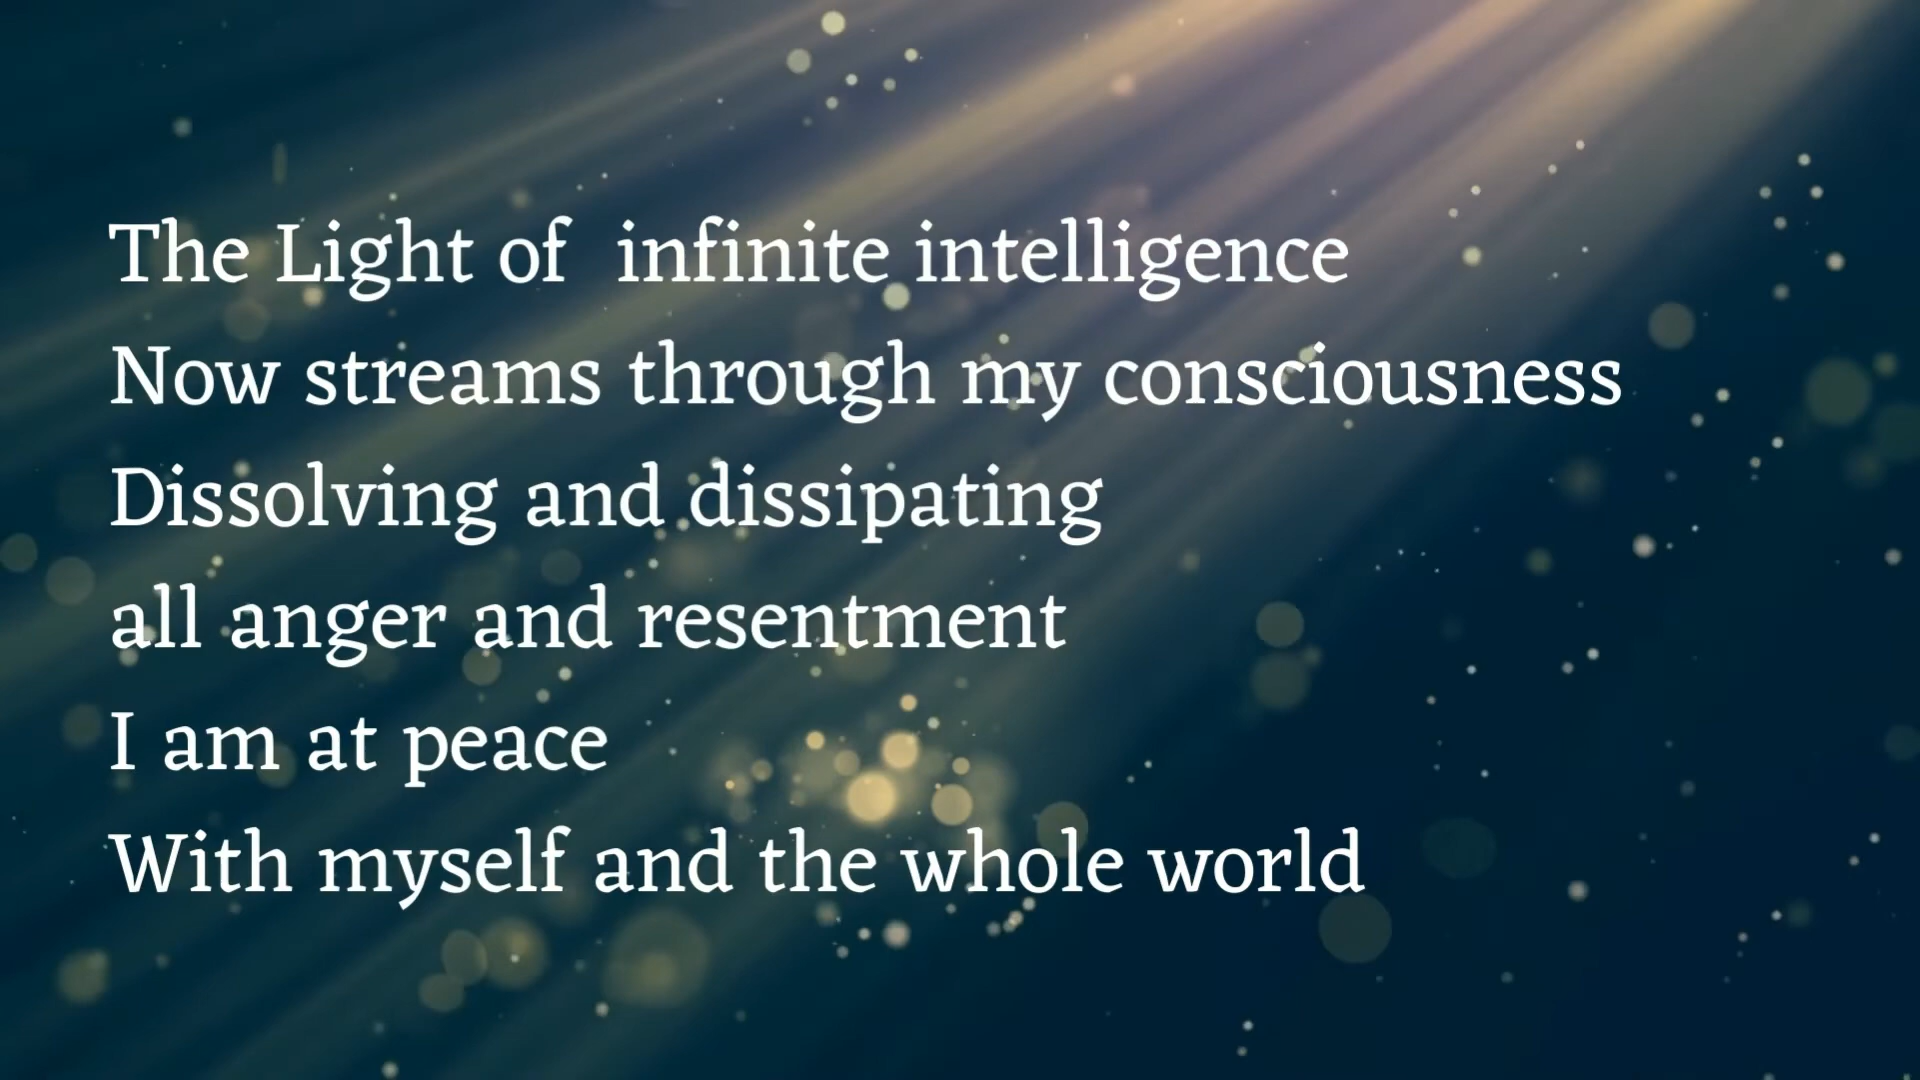 The Light of  infinite intelligence
Now streams through my consciousness
Dissolving and dissipating
all anger and resentment
I am at peace
With myself and the whole world